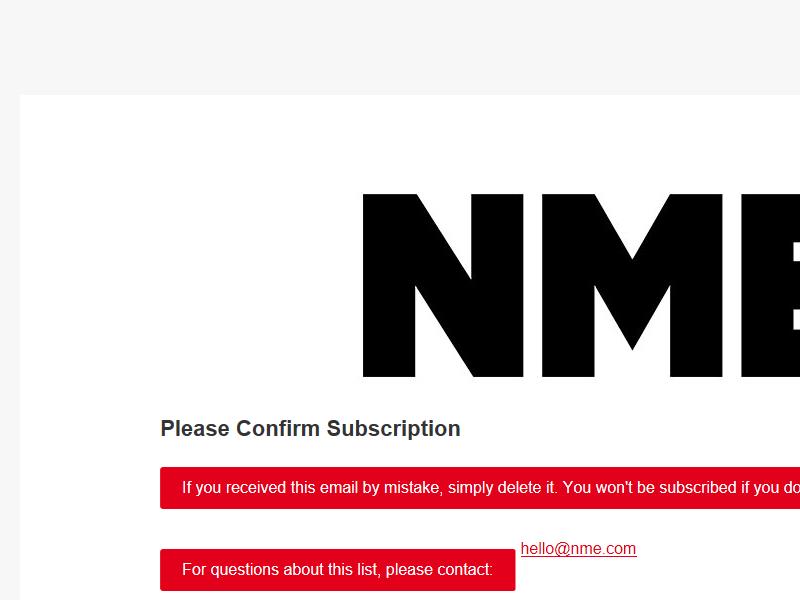 NME
Please Confirm Subscription
If you received this email by mistake, simply delete it. You won't be subscribed if you do
hello@nme.com
For questions about this list, please contact: